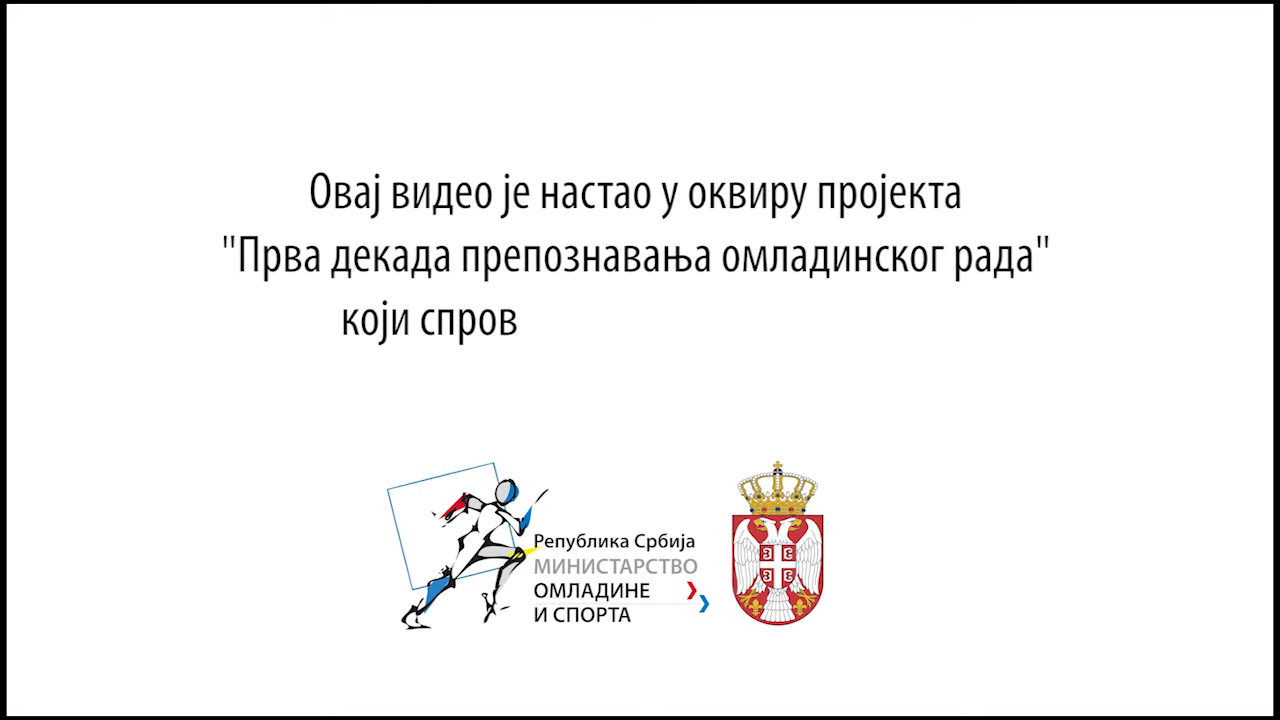 Овај видео је настао у оквиру пројекта
"Прва декада препознавања омладинског рада"
који спров
Република Србија
МИНИСТАРСТВО
ОМЛАДИНЕ
И СПОРТА